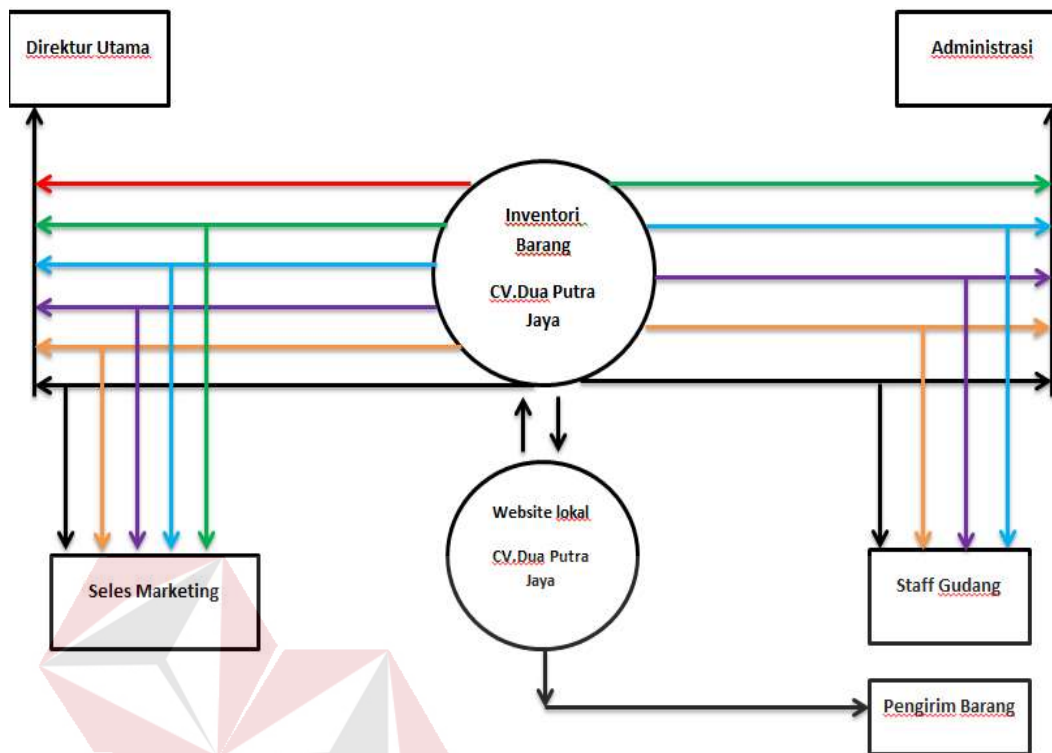 Direktur Utama
Administrasi
Inventori
Barang
CV.Dua Putra
Jaya
Website lokal
CV.Dua Putra
Jaya
Seles Marketing
Staff Gudang
Pengirim Barang